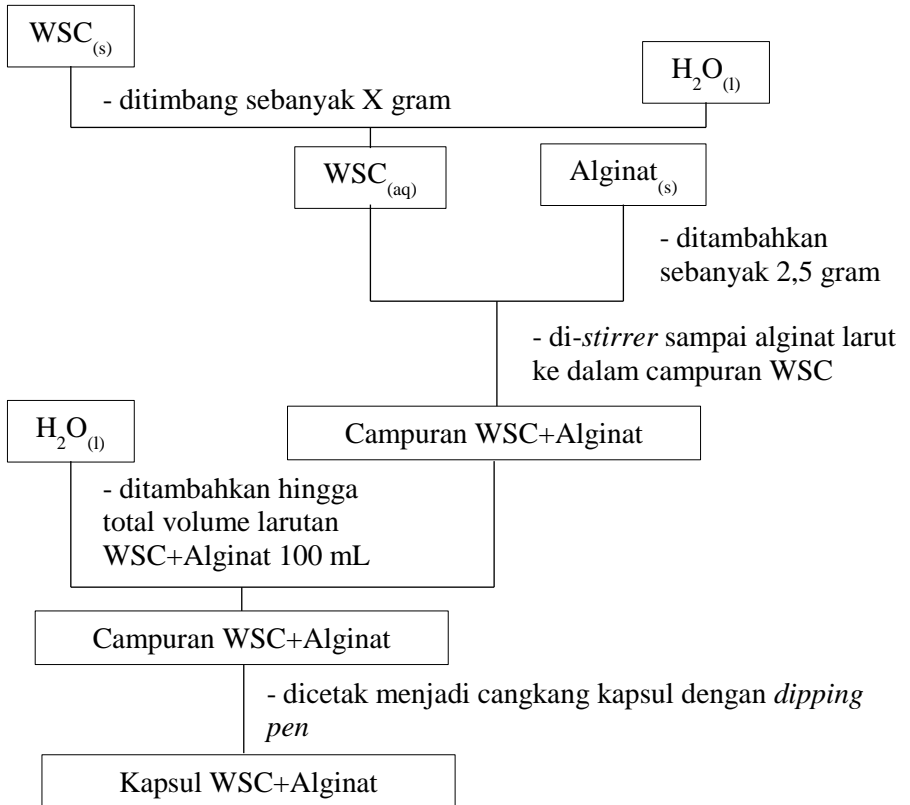 WSC(s)
H2O(l)
- ditimbang sebanyak X gram
WSC(aq)
Alginat(s)
- ditambahkan
sebanyak 2,5 gram
- di-stirrer sampai alginat larut
ke dalam campuran WSC
H2O(l)
Campuran WSC+Alginat
- ditambahkan hingga
total volume larutan
WSC+Alginat 100 mL
Campuran WSC+Alginat
- dicetak menjadi cangkang kapsul dengan dipping
pen
Kapsul WSC+Alginat